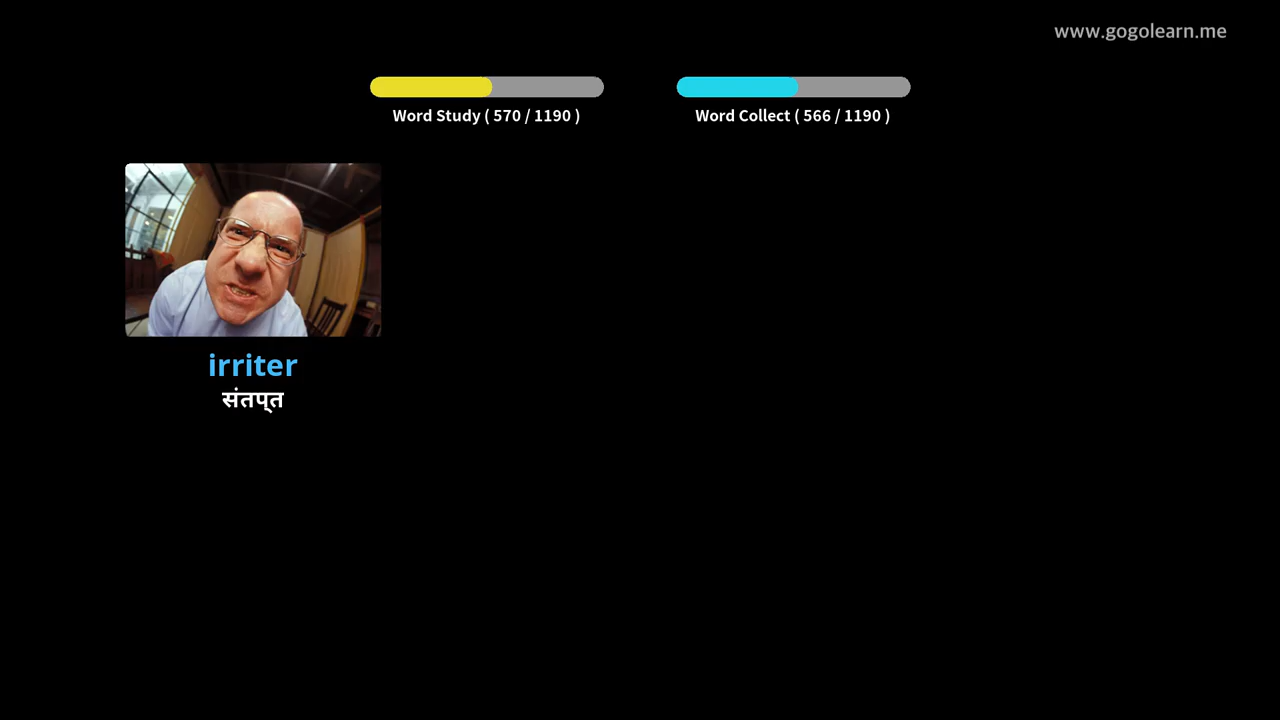 www.gogolearn.me
Word Study ( 570 / 1190 )
Word Collect ( 566 / 1190 )
irriter
संतप्त